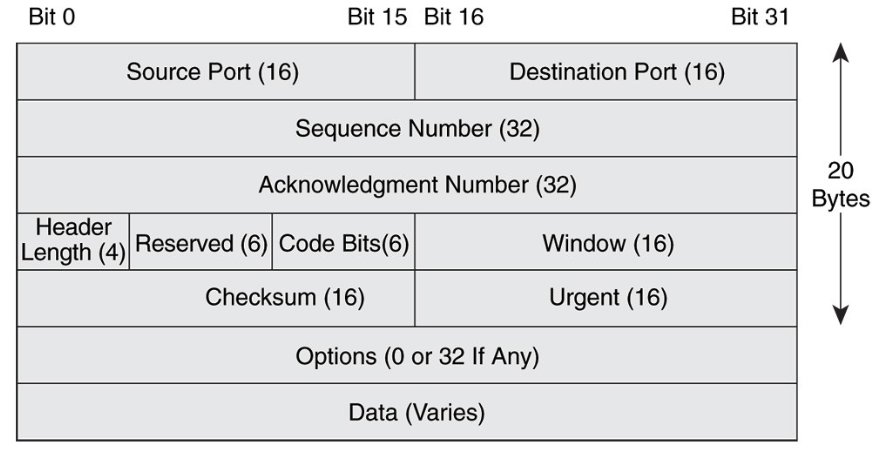 Bit 0 Bit 15 Bit 16 Bit 31
Source Port (16) Destination Port (16)
Sequence Number (32)
Acknowledgment Number (32)
20
Bytes
Header
Length (4) Reserved (6) Code Bits(6) Window (16)
Checksum (16) Urgent (16)
Options (0 or 32 If Any)
Data (Varies)